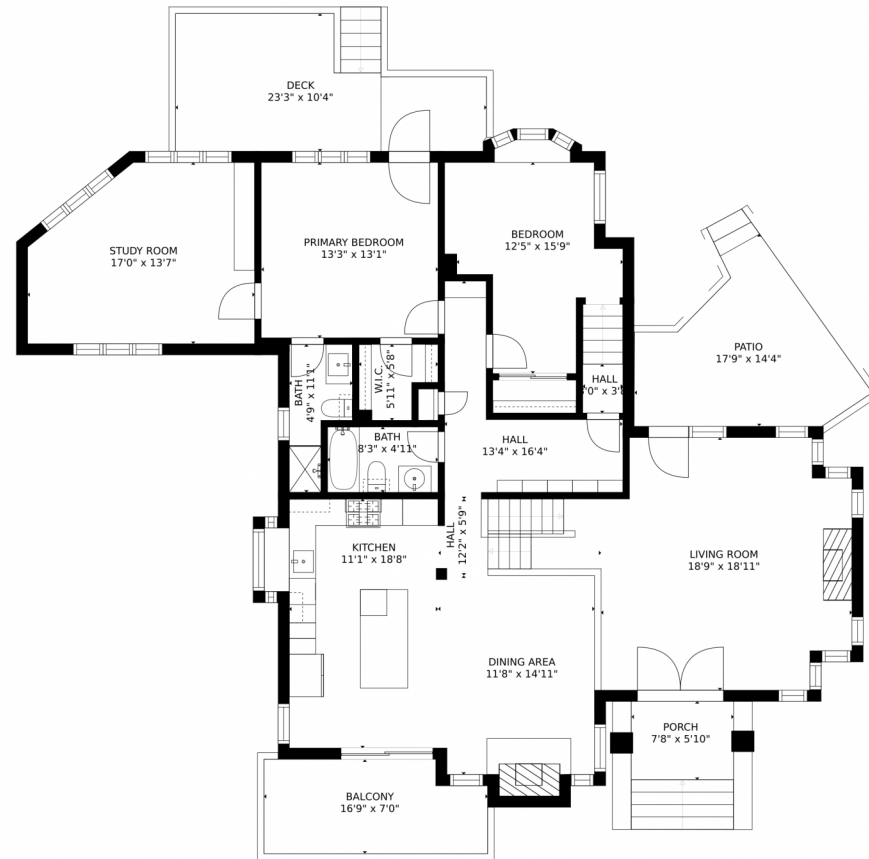 DECK
23'3" x 10'4"
BEDROOM
12'5" x 15'9"
PRIMARY BEDROOM
13'3" x 13'1"
STUDY ROOM
17'0" x 13'7"
PATIO
17'9" x 14'4"
BATH
4'9" x 11'1"
W.I.C.
5'11" x 5'8"
HALL
BATH
8'3" x 4'11"
HALL
13'4" x 16'4"
HALL
12'2" x 5'9"
KITCHEN
11'1" x 18'8"
LIVING ROOM
18'9" x 18'11"
DINING AREA
11'8" x 14'11"
PORCH
7'8" x 5'10"
BALCONY
16'9" x 7'0"